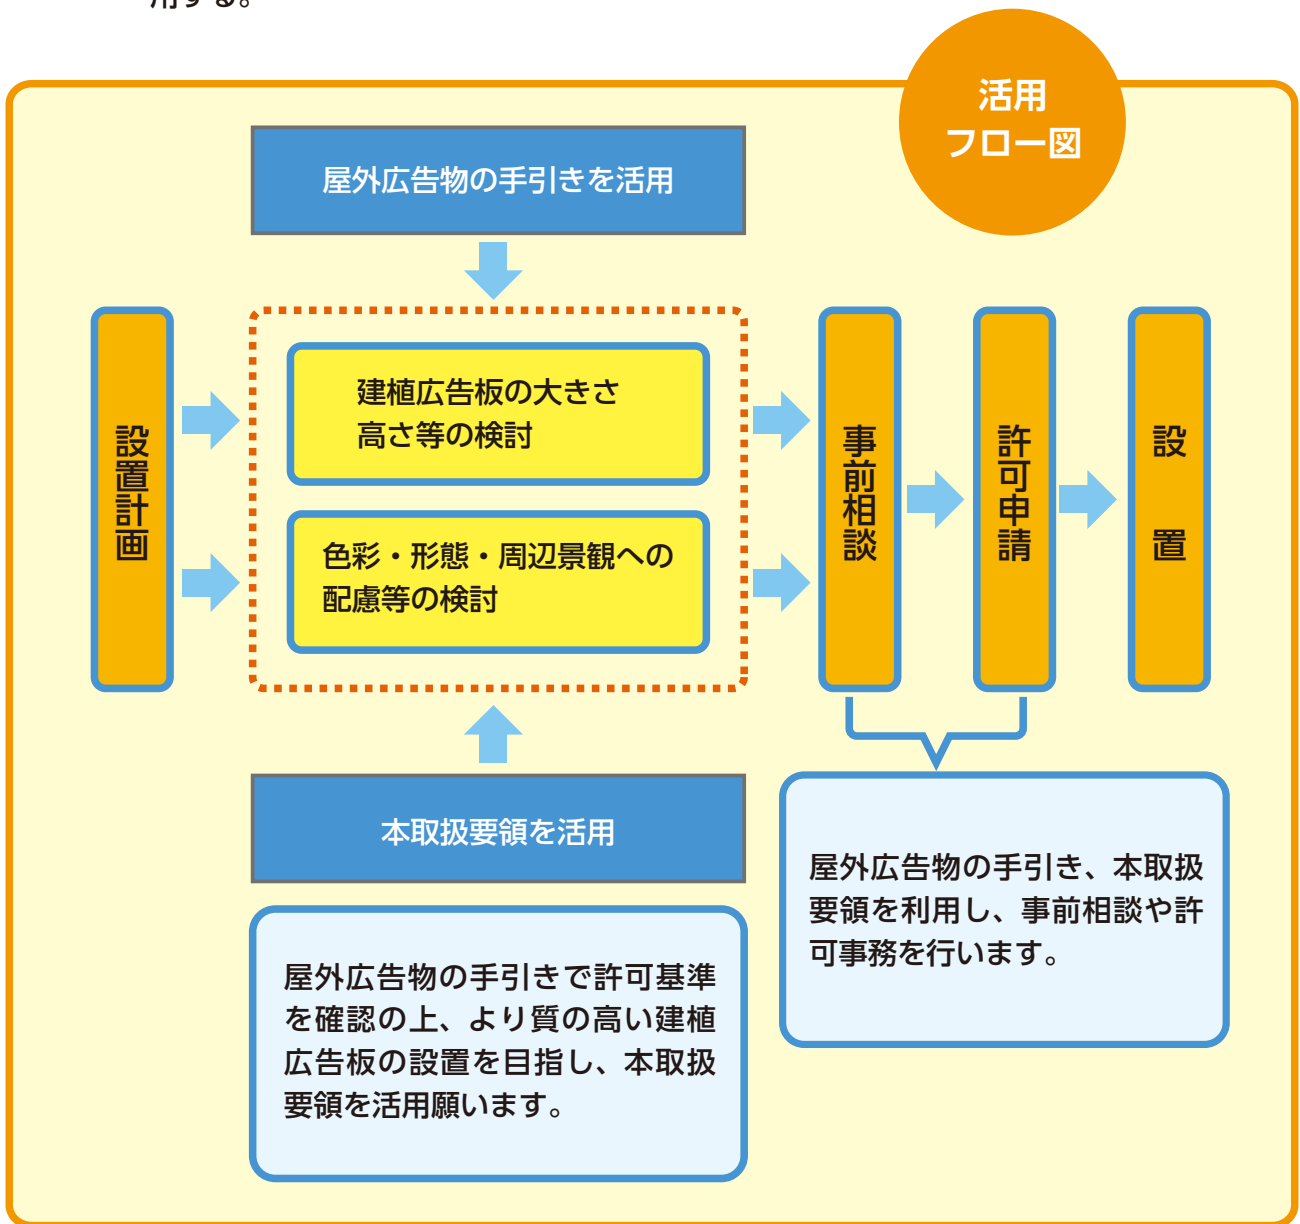 用する。
活用
フロー図
屋外広告物の手引きを活用
設置計画
建植広告板の大きさ
高さ等の検討
色彩・形態・周辺景観への
配慮等の検討
事前相談
許可申請
設置
本取扱要領を活用
屋外広告物の手引きで許可基準
を確認の上、より質の高い建植
広告板の設置を目指し、本取扱
要領を活用願います。
屋外広告物の手引き、本取扱
要領を利用し、事前相談や許
可事務を行います。